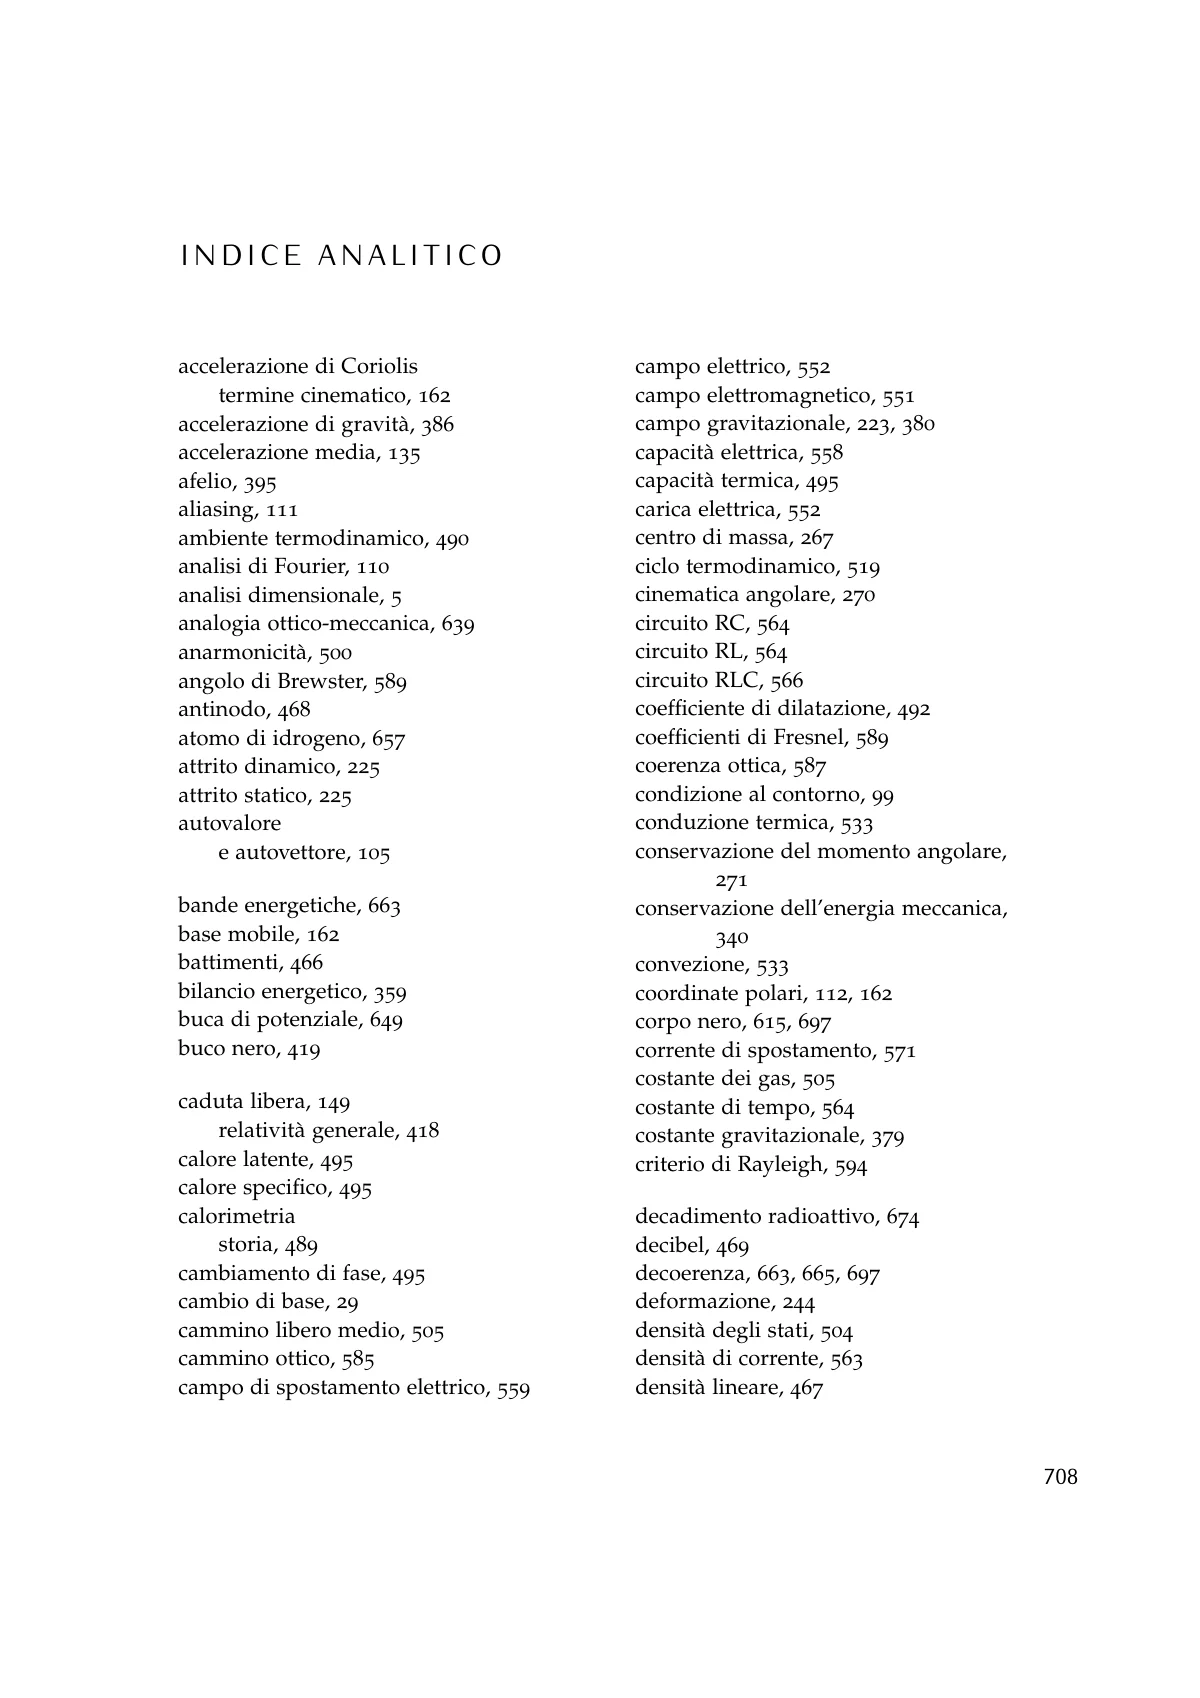 INDICE ANALITICO
accelerazione di Coriolis
termine cinematico, 162
accelerazione di gravità, 386
accelerazione media, 135
afelio, 395
aliasing, 111
ambiente termodinamico, 490
analisi di Fourier, 110
analisi dimensionale, 5
analogia ottico-meccanica, 639
anarmonicità, 500
angolo di Brewster, 589
antinodo, 468
atomo di idrogeno, 657
attrito dinamico, 225
attrito statico, 225
autovalore
e autovettore, 105
bande energetiche, 663
base mobile, 162
battimenti, 466
bilancio energetico, 359
buca di potenziale, 649
buco nero, 419
caduta libera, 149
relatività generale, 418
calore latente, 495
calore specifico, 495
calorimetria
storia, 489
cambiamento di fase, 495
cambio di base, 29
cammino libero medio, 505
cammino ottico, 585
campo di spostamento elettrico, 559
campo elettrico, 552
campo elettromagnetico, 551
campo gravitazionale, 223, 380
capacità elettrica, 558
capacità termica, 495
carica elettrica, 552
centro di massa, 267
ciclo termodinamico, 519
cinematica angolare, 270
circuito RC, 564
circuito RL, 564
circuito RLC, 566
coefficiente di dilatazione, 492
coefficienti di Fresnel, 589
coerenza ottica, 587
condizione al contorno, 99
conduzione termica, 533
conservazione del momento angolare,
271
conservazione dell'energia meccanica,
340
convezione, 533
coordinate polari, 112, 162
corpo nero, 615, 697
corrente di spostamento, 571
costante dei gas, 505
costante di tempo, 564
costante gravitazionale, 379
criterio di Rayleigh, 594
decadimento radioattivo, 674
decibel, 469
decoerenza, 663, 665, 697
deformazione, 244
densità degli stati, 504
densità di corrente, 563
densità lineare, 467
708